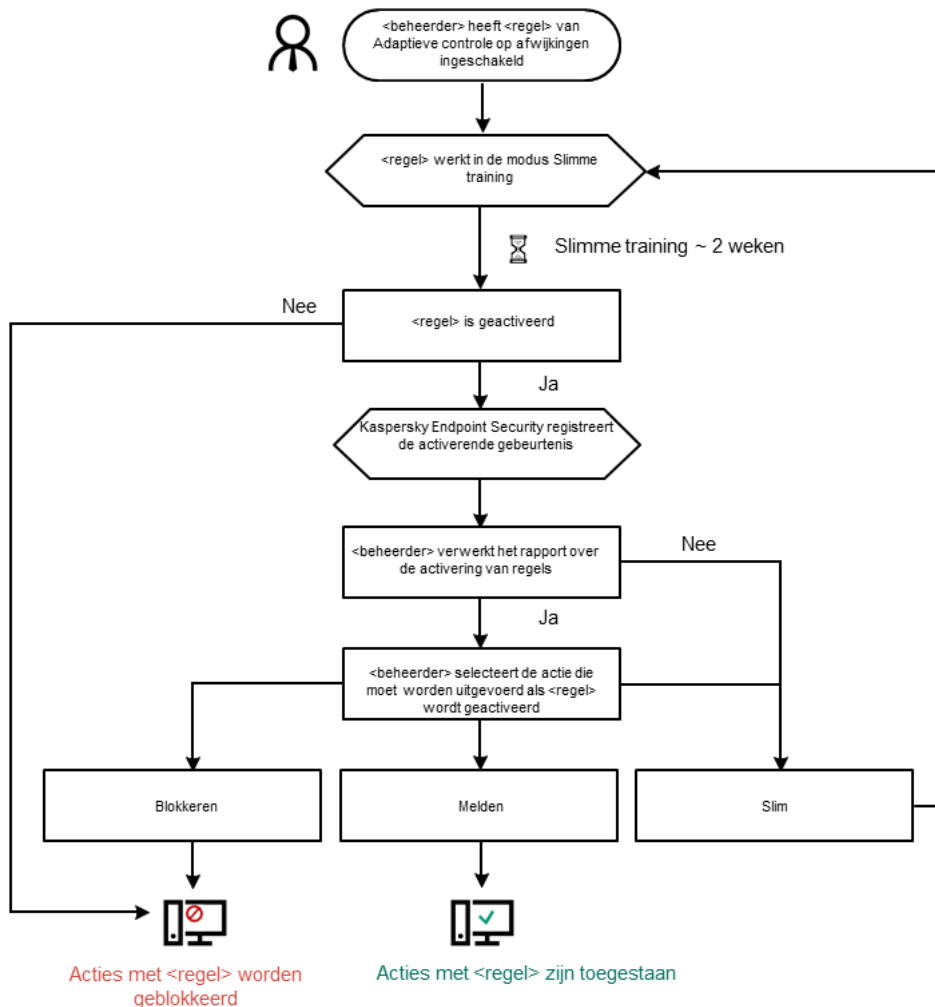 <beheerder> heeft <regel> van
Adaptieve controle op afwijkingen
ingeschakeld
<regel> werkt in de modus Slimme
training
Slimme training ~ 2 weken
Nee
<regel> is geactiveerd
Ja
Kaspersky Endpoint Security registreert
de activerende gebeurtenis
<beheerder> verwerkt het rapport over
de activering van regels
Nee
Ja
<beheerder> selecteert de actie die
moet worden uitgevoerd als <regel>
wordt geactiveerd
Blokkeren
Melden
Slim
Acties met <regel> worden
geblokkeerd
Acties met <regel> zijn toegestaan